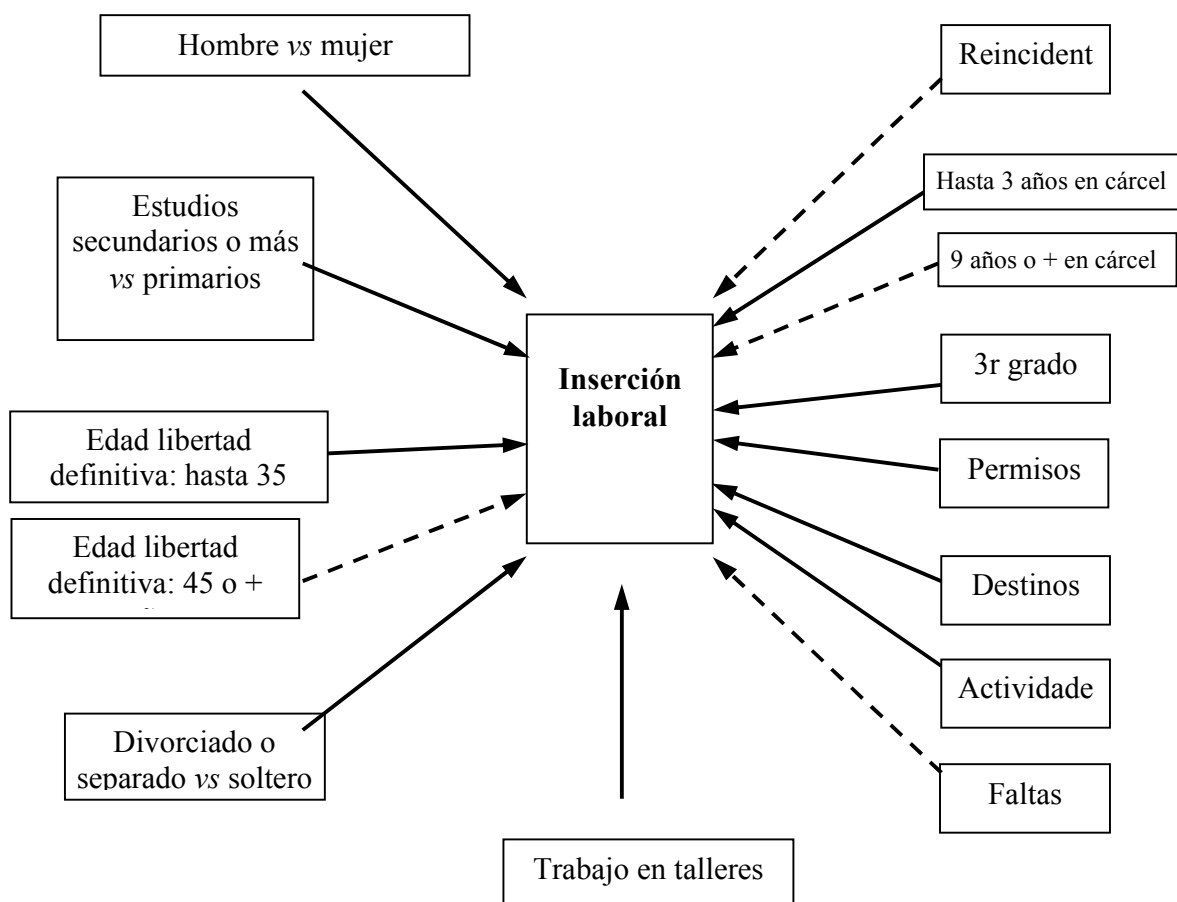 Hombre vs mujer
Estudios
secundarios o más
vs primarios
Edad libertad
definitiva: hasta 35
Edad libertad
definitiva: 45 o +
Divorciado o
separado vs soltero
Inserción
laboral
Trabajo en talleres
Reincident
Hasta 3 años en cárcel
9 años o + en cárcel
3r grado
Permisos
Destinos
Actividade
Faltas